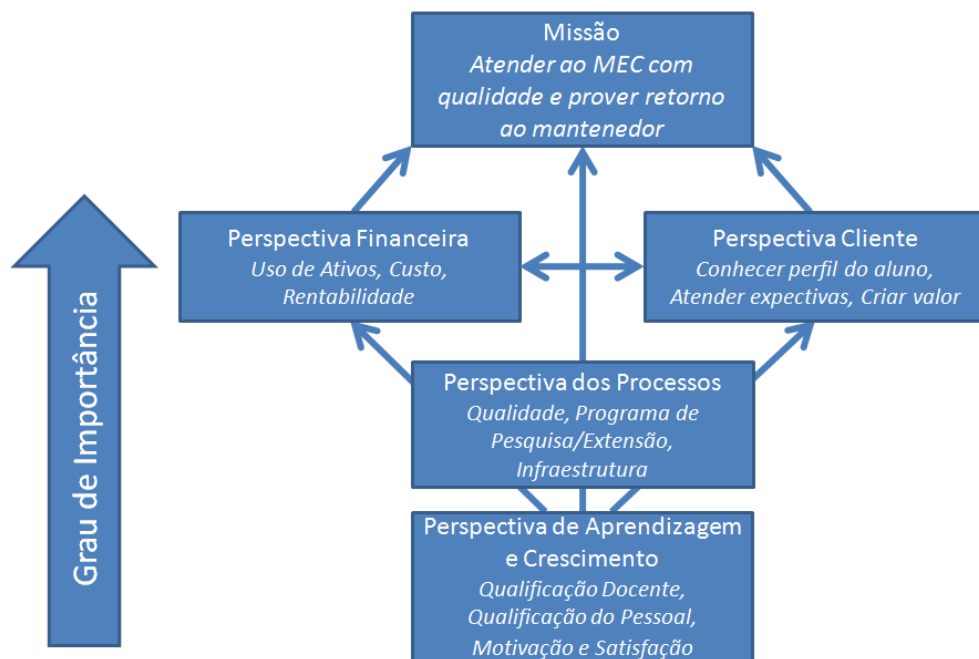 Missão
Atender ao MEC com
qualidade e prover retorno
ao mantenedor
Grau de Importância
Perspectiva Financeira
Uso de Ativos, Custo,
Rentabilidade
Perspectiva Cliente
Conhecer perfil do aluno,
Atender expectivas, Criar valor
Perspectiva dos Processos
Qualidade, Programa de
Pesquisa/Extensão,
Infraestrutura
Perspectiva de Aprendizagem
e Crescimento
Qualificação Docente,
Qualificação do Pessoal,
Motivação e Satisfação